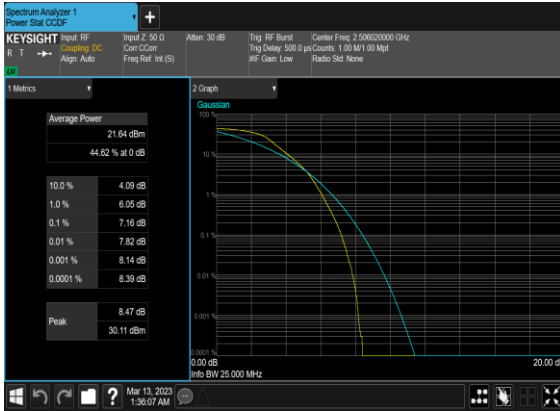 Spectrum Analyzer 1
Power Stat CCDF
KEYSIGHT
R T
Input: RF
Coupling: DC
Align: Auto
Input Z: 50 Ω
Corr CCorr
Freq Ref: Int (S)
Atten: 30 dB
Trig: RF Burst
Trig Delay: 500.0 µs
#IF Gain: Low
Center Freq: 2.506020000 GHz
Counts: 1.00 M/1.00 Mpt
Radio Std: None
1 Metrics
Average Power
21.64 dBm
44.62 % at 0 dB
10.0 % 4.09 dB
1.0 % 6.05 dB
0.1 % 7.16 dB
0.01 % 7.82 dB
0.001 % 8.14 dB
0.0001 % 8.39 dB
Peak
8.47 dB
30.11 dBm
2 Graph
Gaussian
100 %
10 %
1 %
0.1 %
0.01 %
0.001 %
0.0001 %
0.00 dB
20.00 d
Info BW 25.000 MHz
Mar 13, 2023
1:36:07 AM